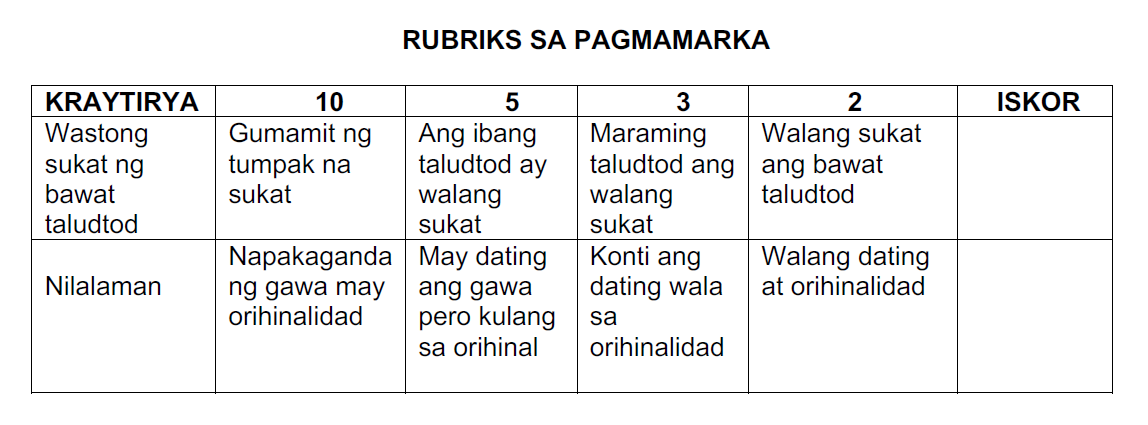 RUBRIKS SA PAGMAMARKA
KRAYTIRYA 10 5 3 2 ISKOR
Wastong
sukat ng
bawat
taludtod
Gumamit ng
tumpak na
sukat
Ang ibang
taludtod ay
walang
sukat
Maraming
taludtod ang
walang
sukat
Walang sukat
ang bawat
taludtod
Nilalaman
Napakaganda
ng gawa may
orihinalidad
May dating
ang gawa
pero kulang
sa orihinal
Konti ang
dating wala
sa
orihinalidad
Walang dating
at orihinalidad